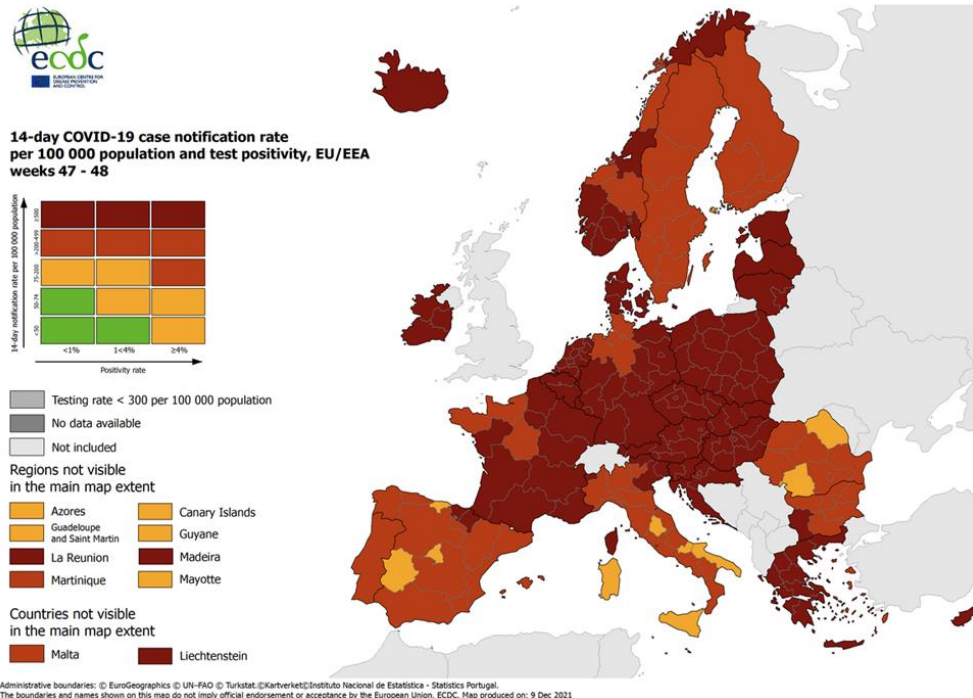 ecdc
EUROPEAN CENTRE FOR
DISEASE PREVENTION
AND CONTROL
14-day COVID-19 case notification rate
per 100 000 population and test positivity, EU/EEA
weeks 47 - 48
14-day notification rate per 100 000 population
≥500
>200-499
75-200
50-74
<50
<1%
1<4%
≥4%
Positivity rate
Testing rate < 300 per 100 000 population
No data available
Not included
Regions not visible
in the main map extent
Azores
Canary Islands
Guadeloupe
and Saint Martin
Guyane
La Reunion
Madeira
Martinique
Mayotte
Countries not visible
in the main map extent
Malta
Liechtenstein
Administrative boundaries: © EuroGeographics © UN-FAO © Turkstat.©Kartverket©Instituto Nacional de Estatística - Statistics Portugal.
The boundaries and names shown on this map do not imply official endorsement or acceptance by the European Union. ECDC. Map produced on: 9 Dec 2021